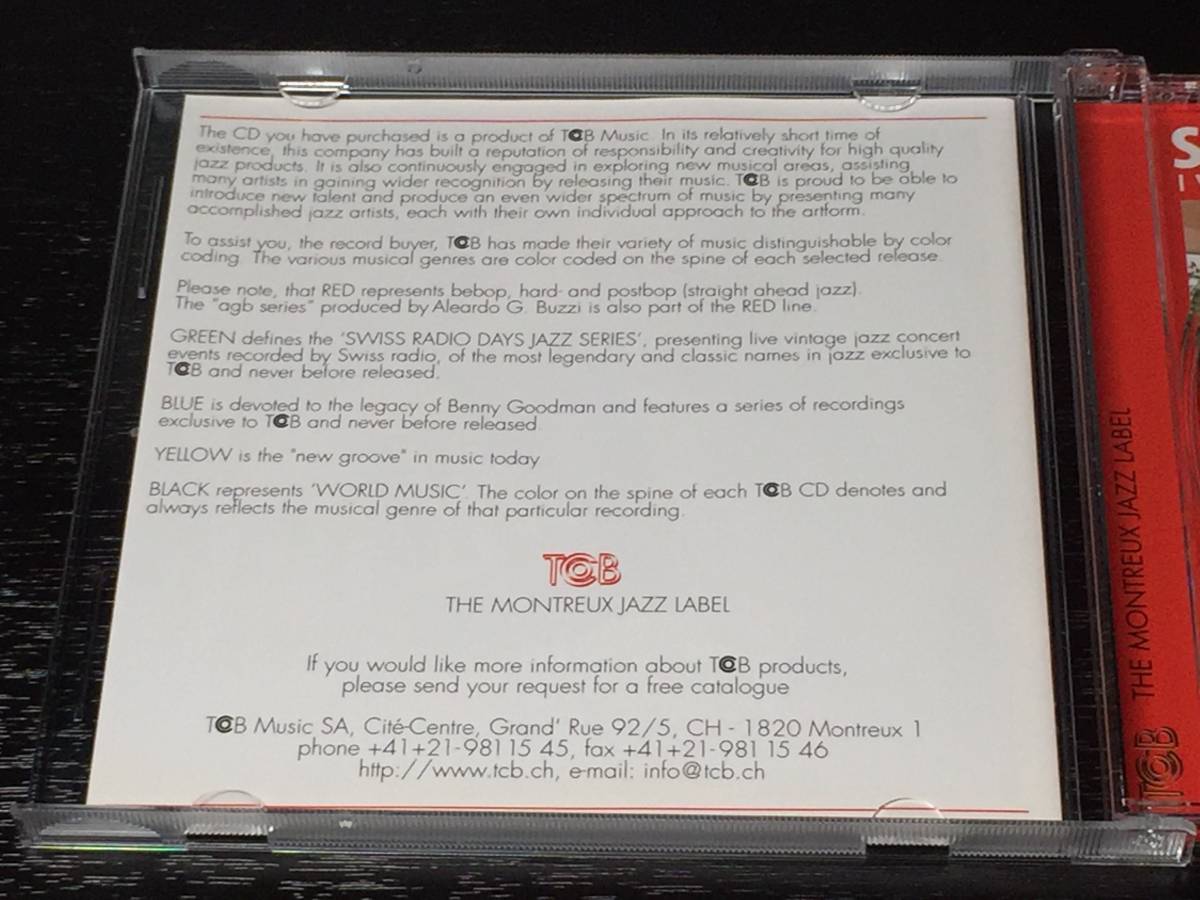 The CD you have purchased is a product of TCB Music. In its relatively short time of
existence, this company has built a reputation of responsibility and creativity for high quality
jazz products. It is also continuously engaged in exploring new musical areas, assisting
many artists in gaining wider recognition by releasing their music. TCB is proud to be able to
introduce new talent and produce an even wider spectrum of music by presenting many
accomplished jazz artists, each with their own individual approach to the artform.
To assist you, the record buyer, TCB has made their variety of music distinguishable by color
coding. The various musical genres are color coded on the spine of each selected release.
Please note, that RED represents bebop, hard- and postbop (straight ahead jazz).
The "agb series" produced by Aleardo G. Buzzi is also part of the RED line.
GREEN defines the 'SWISS RADIO DAYS JAZZ SERIES', presenting live vintage jazz concert
events recorded by Swiss radio, of the most legendary and classic names in jazz exclusive to
TCB and never before released.
BLUE is devoted to the legacy of Benny Goodman and features a series of recordings
exclusive to TCB and never before released.
YELLOW is the "new groove" in music today
BLACK represents 'WORLD MUSIC'. The color on the spine of each TCB CD denotes and
always reflects the musical genre of that particular recording.
TCB
THE MONTREUX JAZZ LABEL
If you would like more information about TCB products,
please send your request for a free catalogue
TCB Music SA, Cité-Centre, Grand' Rue 92/5, CH - 1820 Montreux 1
phone +41+21-981 15 45, fax +41+21-981 15 46
http://www.tcb.ch, e-mail: info@tcb.ch
TCB THE MONTREUX JAZZ LABEL